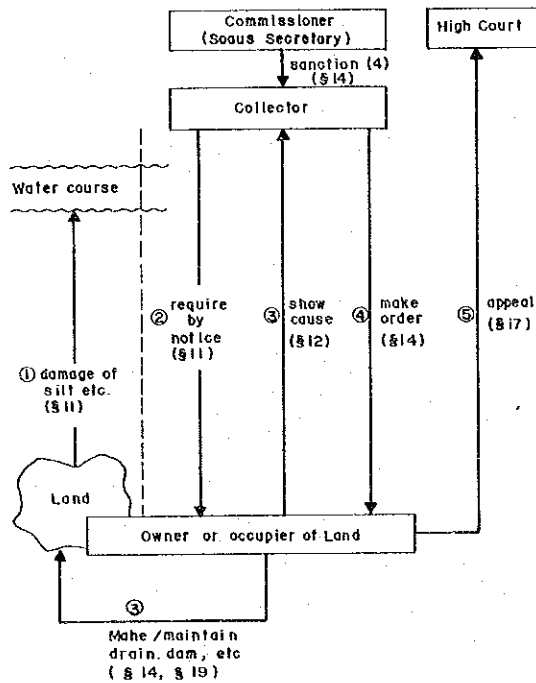 Commissioner
(Soaus Secretary)
High Court
sanction (4)
(§14)
Collector
Water course
② require
by
notice
(§11)
③ show
cause
(§12)
④ make
order
(§14)
⑤ appeal
(§17)
① damage of
silt etc.
(§11)
Land
Owner or occupier of Land
③
Mahe/maintain
drain. dam, etc
( § 14, § 19)